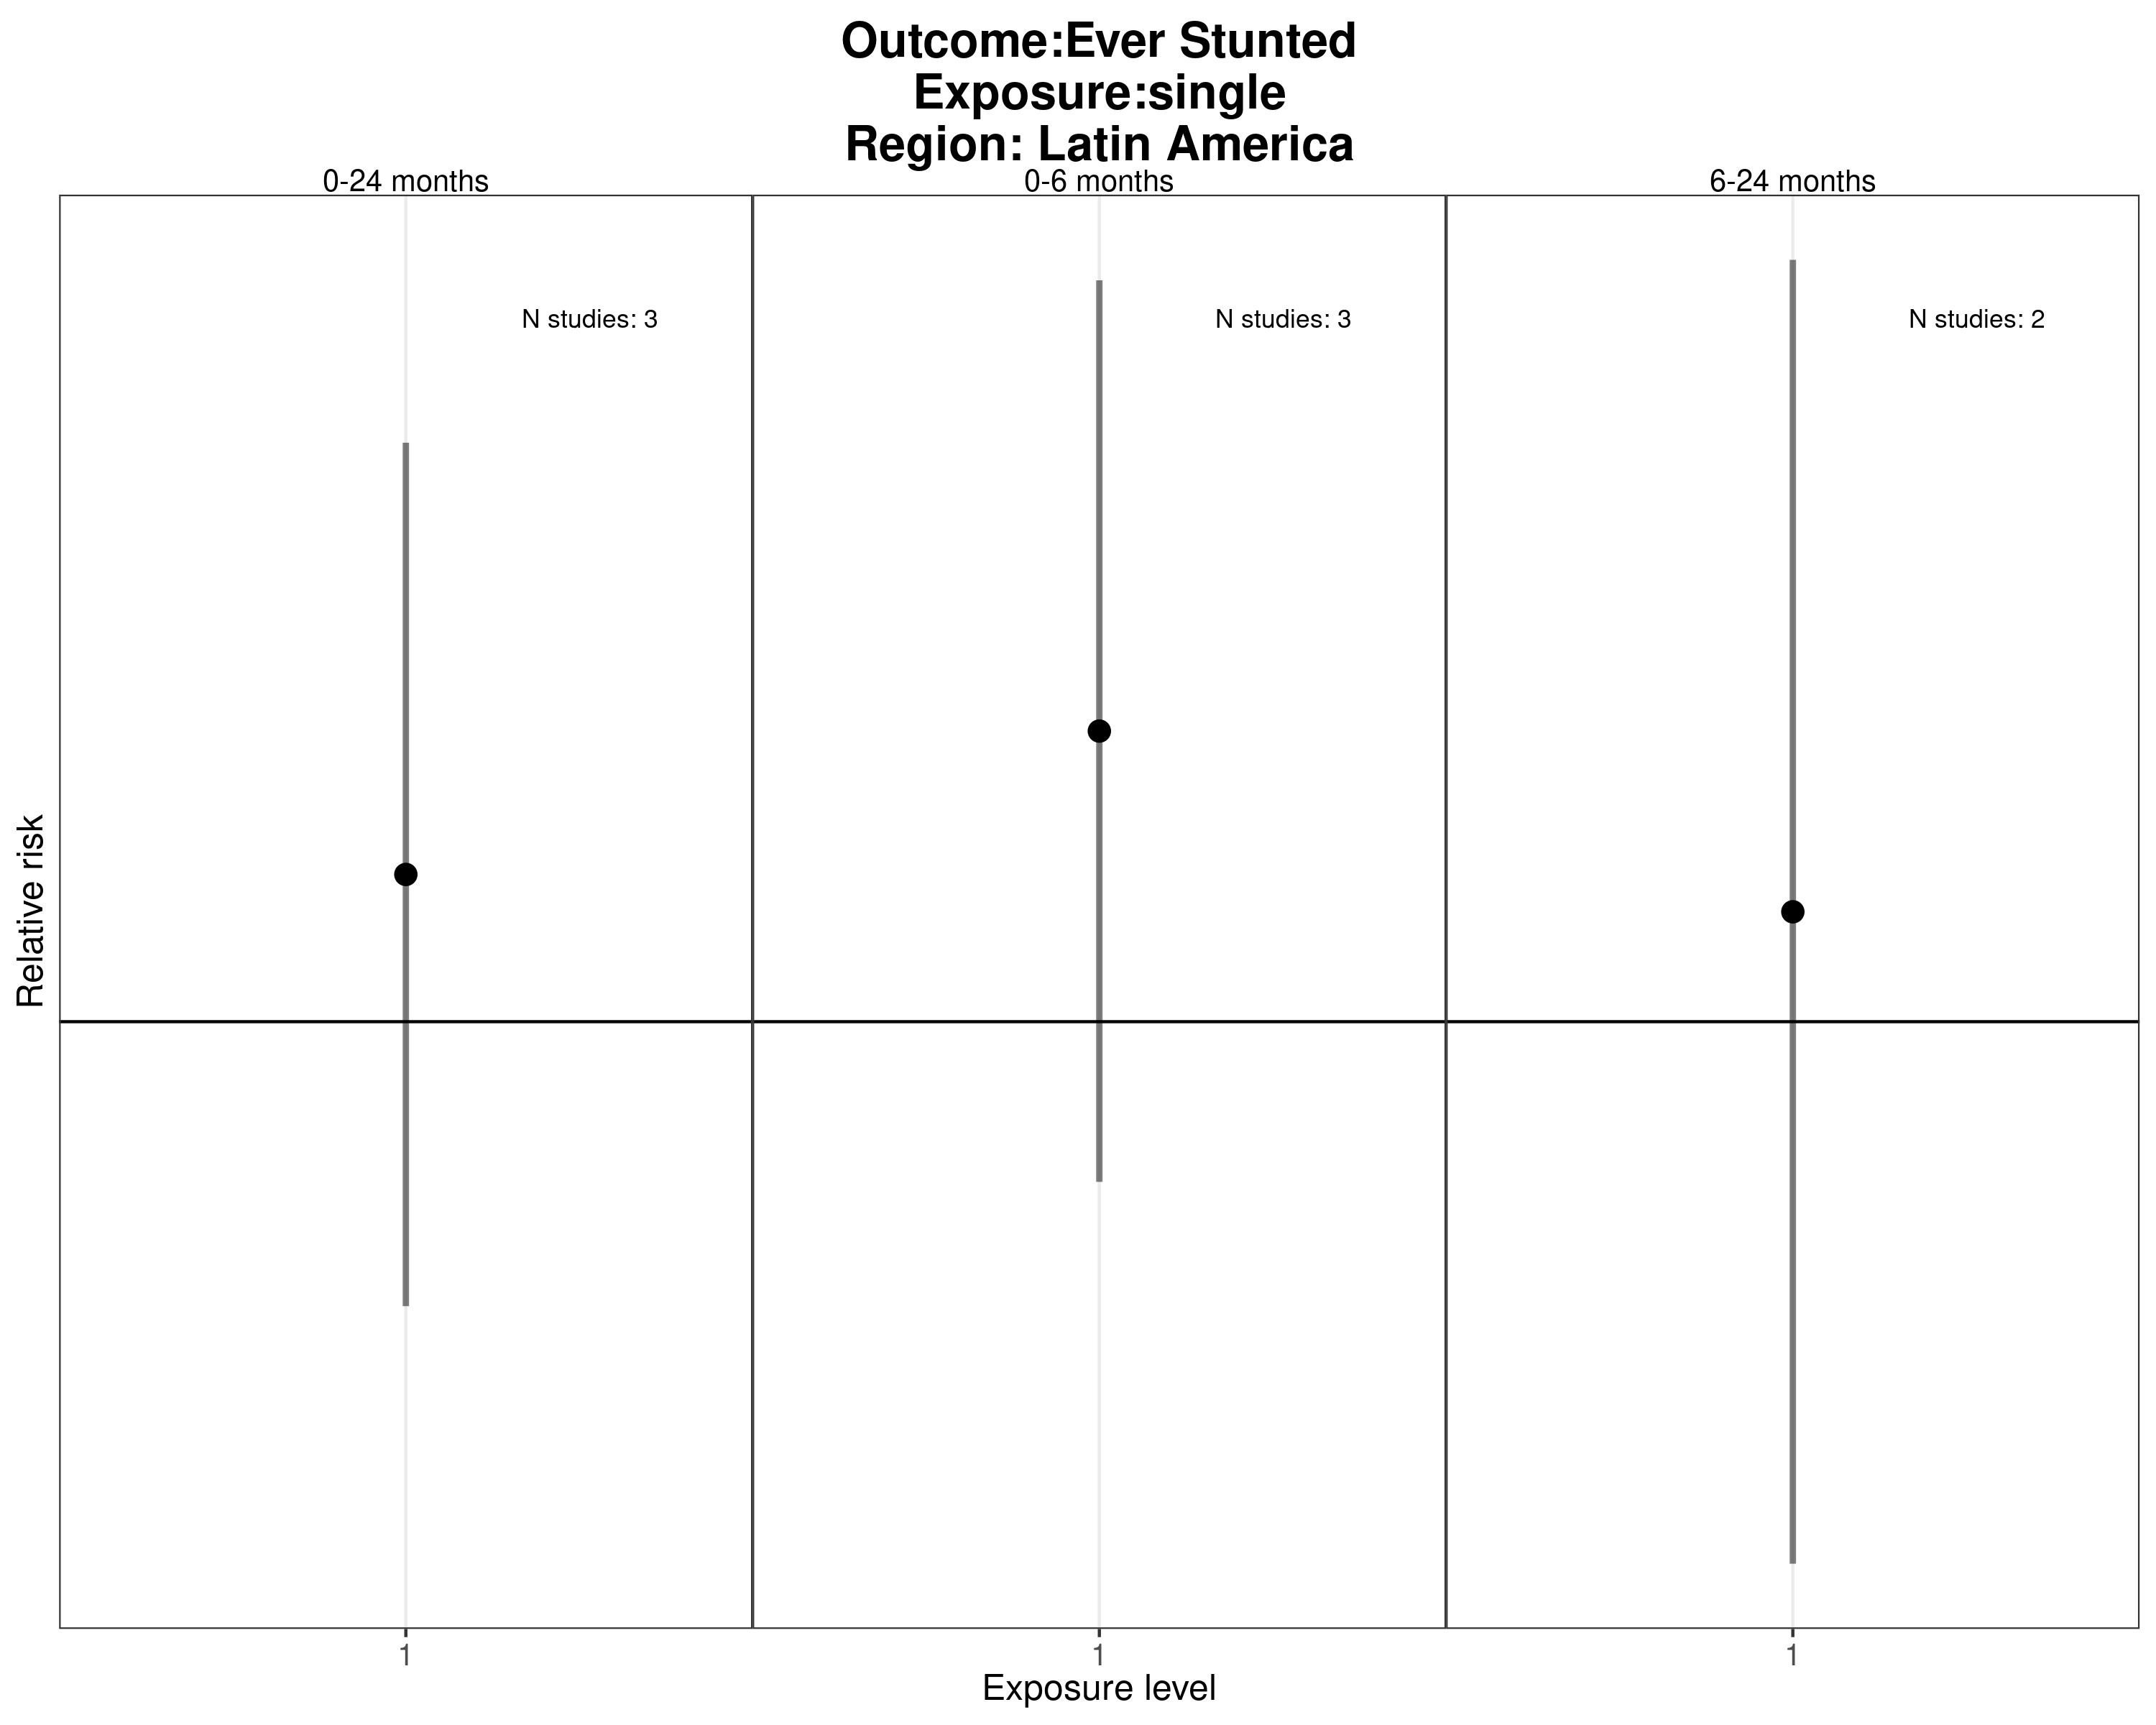 Outcome:Ever Stunted
Exposure:single
Region: Latin America
0-24 months
0-6 months
6-24 months
N studies: 3
N studies: 3
N studies: 2
Relative risk
1
1
1
Exposure level